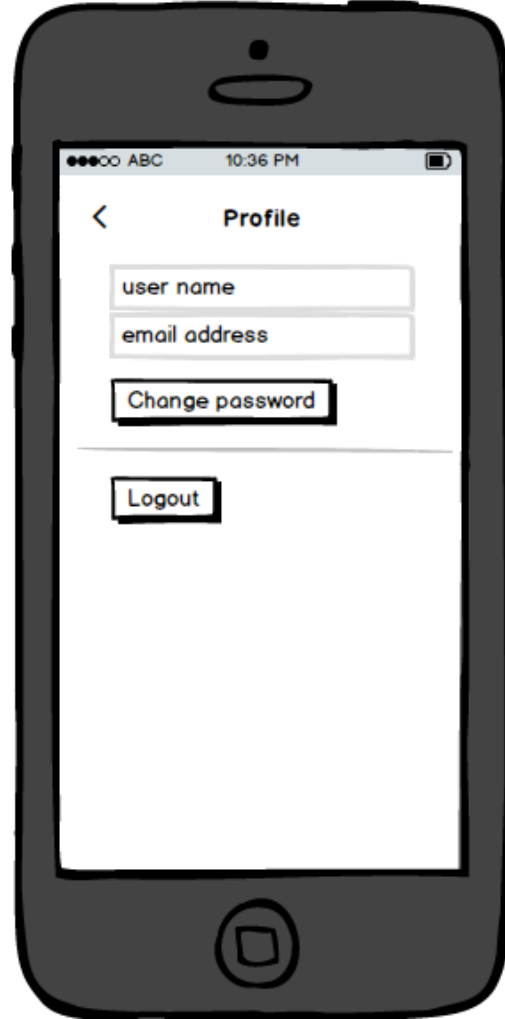 ABC 10:36 PM
Profile
user name
email address
Change password
Logout